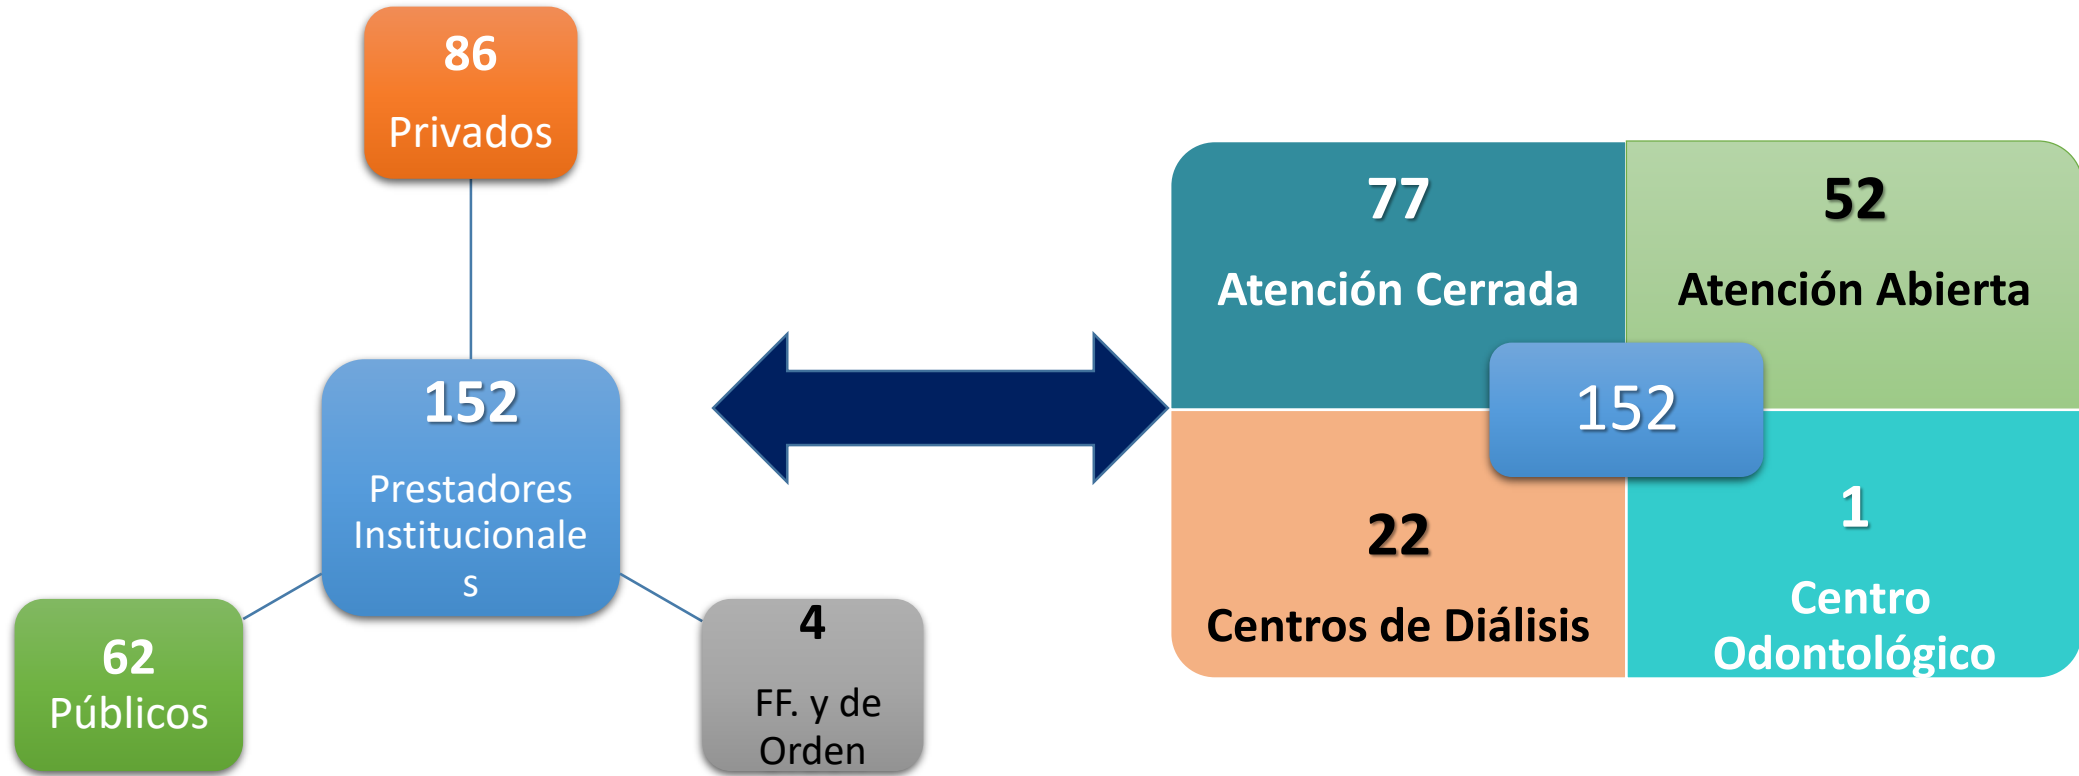 86
Privados
152
Prestadores
Institucionale
s
62
Públicos
4
FF. y de
Orden
77
Atención Cerrada
52
Atención Abierta
152
22
Centros de Diálisis
1
Centro
Odontológico